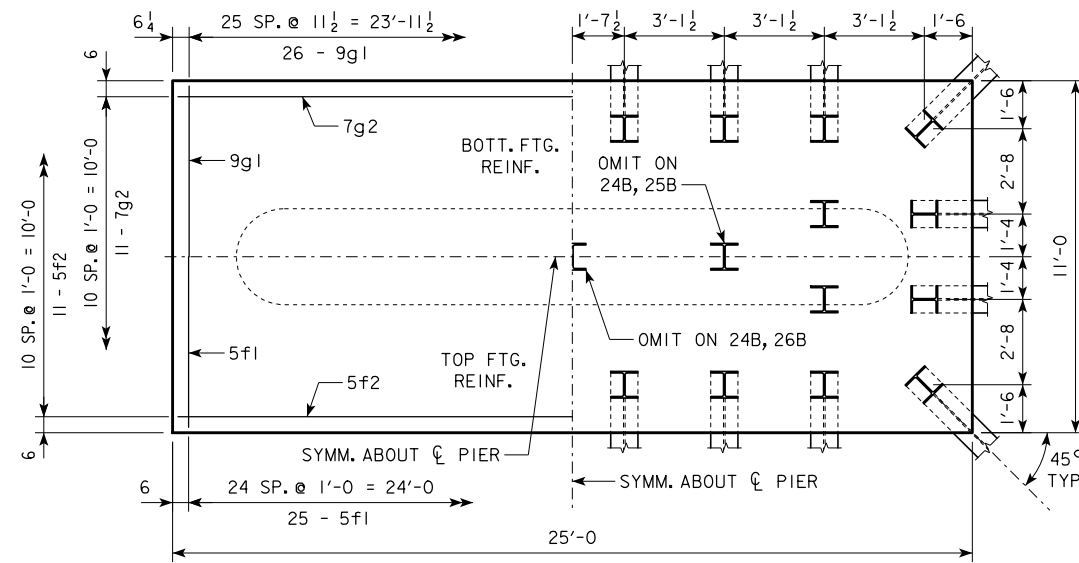 6 1/4
25 SP. @ 11 1/2 = 23'-11 1/2
26 - 9g1
1'-7 1/2
3'-1 1/2
3'-1 1/2
3'-1 1/2
1'-6
6
7g2
BOTT. FTG.
REINF.
9g1
OMIT ON
24B, 25B
1'-6
2'-8
1'-4
1'-4
2'-8
1'-6
11'-0
10 SP. @ 1'-0 = 10'-0
11 - 5f2
10 SP. @ 1'-0 = 10'-0
11 - 7g2
OMIT ON 24B, 26B
5f1
TOP FTG.
REINF.
5f2
6
SYMM. ABOUT ℄ PIER
SYMM. ABOUT ℄ PIER
45°
TYP
6
24 SP. @ 1'-0 = 24'-0
25 - 5f1
25'-0